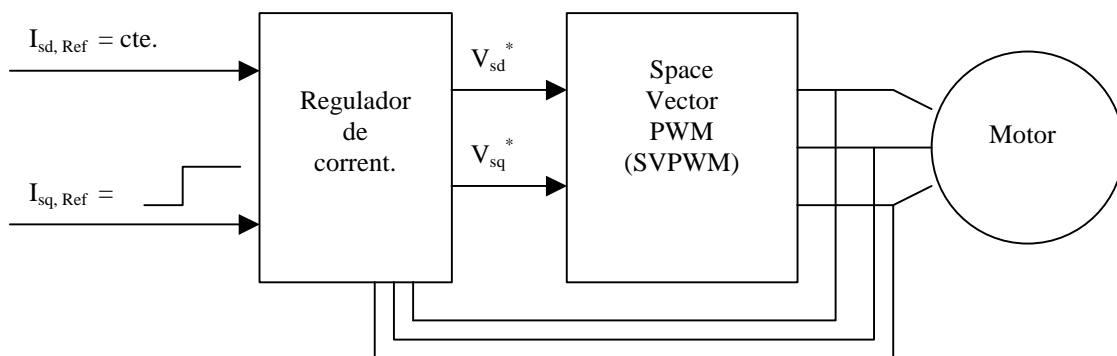 I_sd, Ref = cte.
I_sq, Ref =
Regulador
de
corrent.
V_sd^*
V_sq^*
Space
Vector
PWM
(SVPWM)
Motor